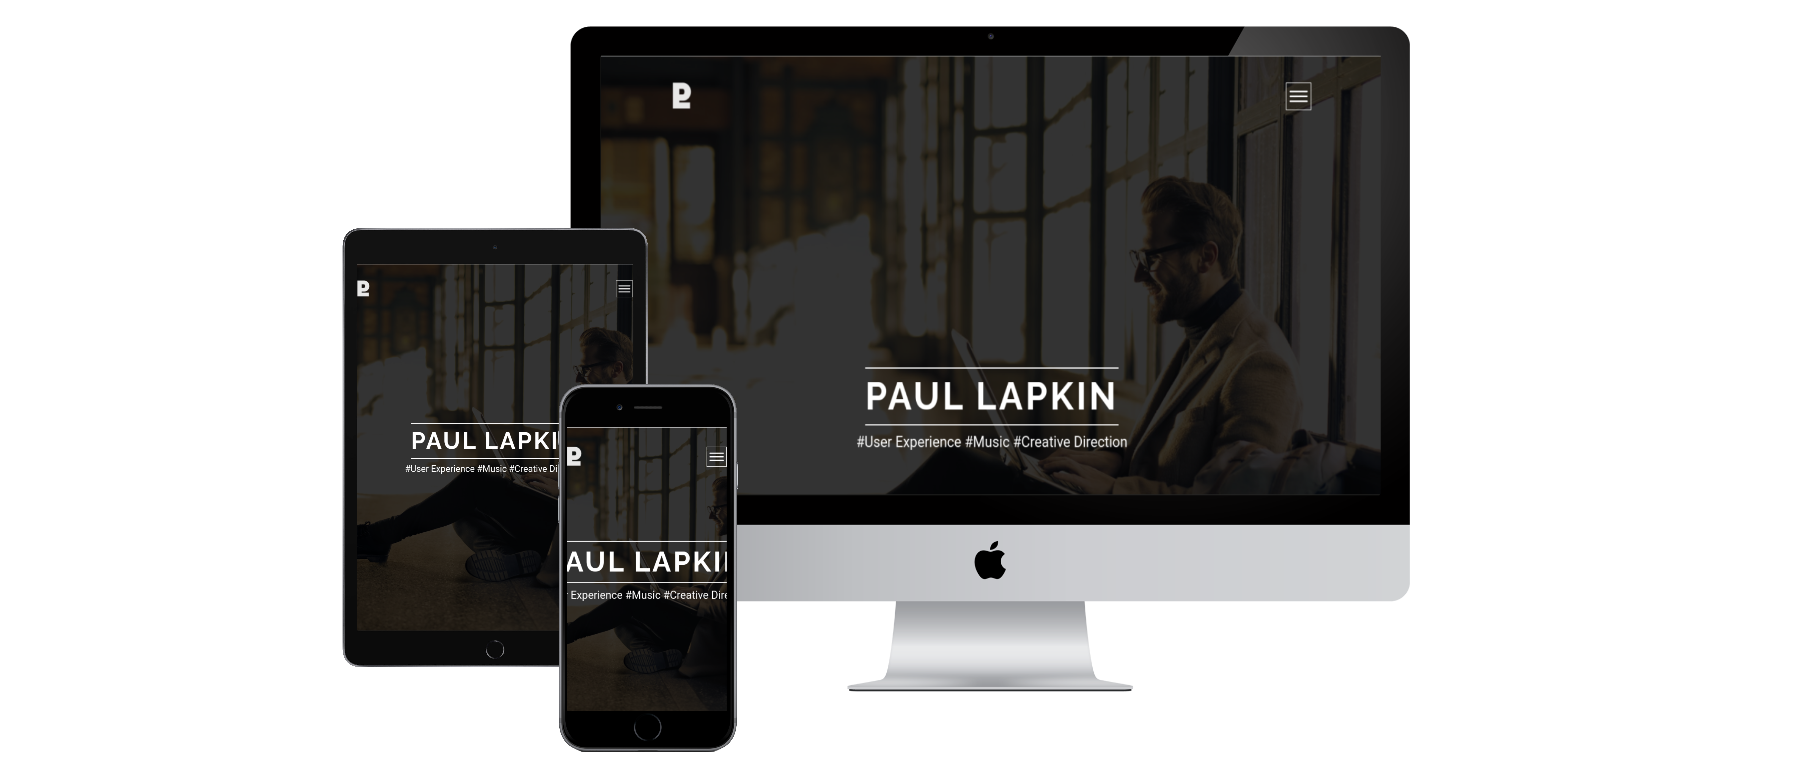 PAUL LAPKIN
#User Experience #Music #Creative Direction
PAUL LAPKI
#User Experience #Music #Creative Di
AUL LAPKI
Experience #Music #Creative Dire